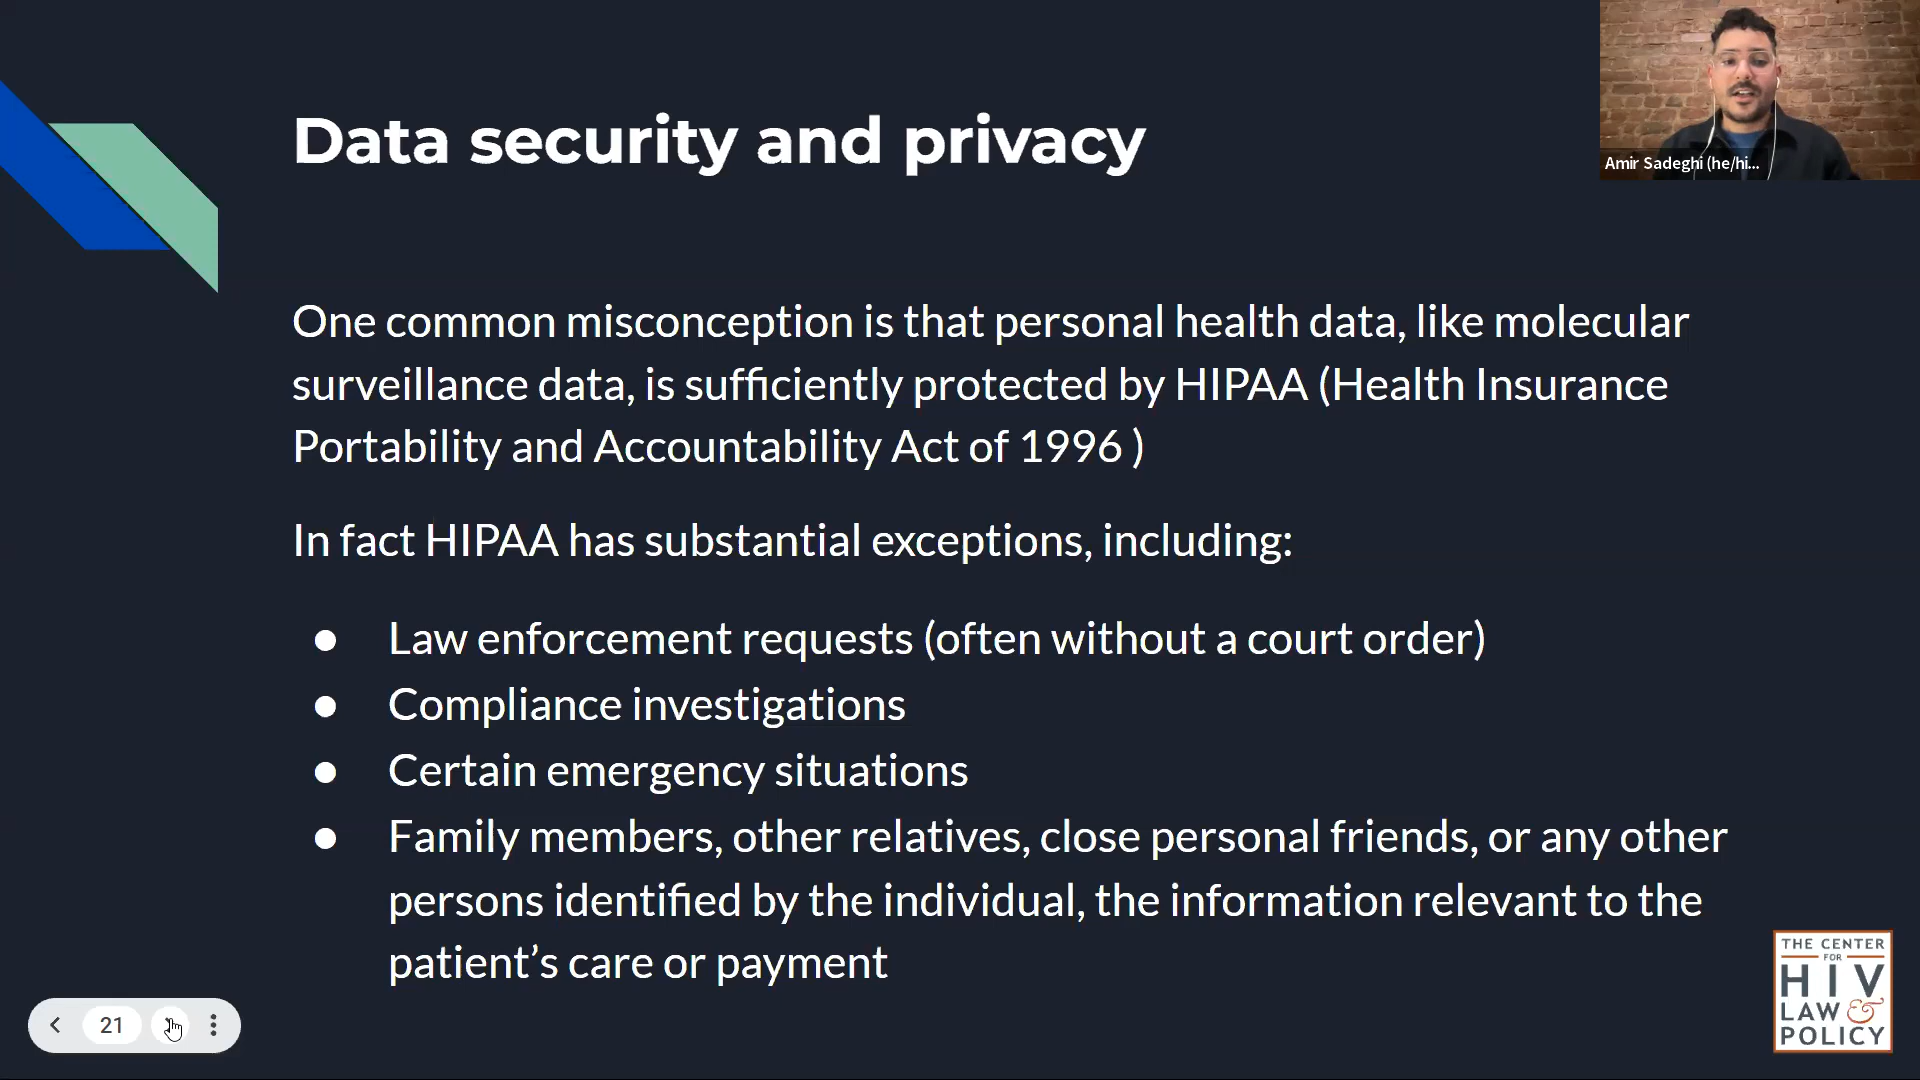 Data security and privacy
Amir Sadeghi (he/hi...
One common misconception is that personal health data, like molecular
surveillance data, is sufficiently protected by HIPAA (Health Insurance
Portability and Accountability Act of 1996 )
In fact HIPAA has substantial exceptions, including:
● Law enforcement requests (often without a court order)
● Compliance investigations
● Certain emergency situations
● Family members, other relatives, close personal friends, or any other
persons identified by the individual, the information relevant to the
patient’s care or payment
21
THE CENTER
FOR
HIV
LAW &
POLICY